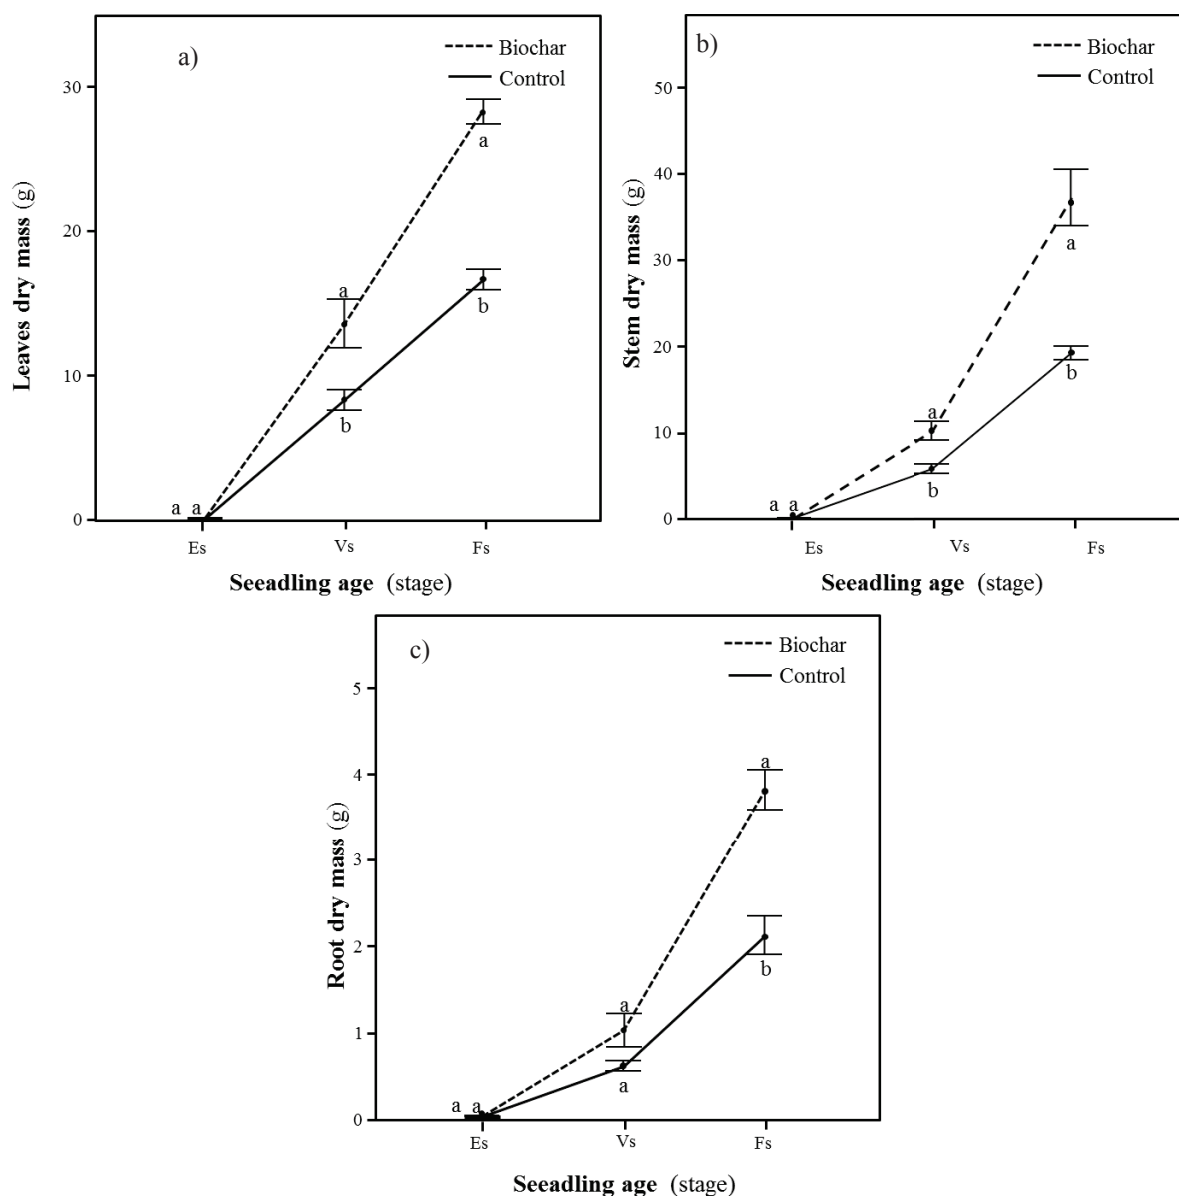 a)
Biochar
Control
30
20
10
0
Leaves dry mass (g)
a
a
b
b
a a
Es Vs Fs
Seeadling age (stage)
b)
Biochar
Control
50
40
30
20
10
0
Stem dry mass (g)
a
a
b
b
a a
Es Vs Fs
Seeadling age (stage)
c)
Biochar
Control
5
4
3
2
1
0
Root dry mass (g)
a
b
a
a
a a
Es Vs Fs
Seeadling age (stage)